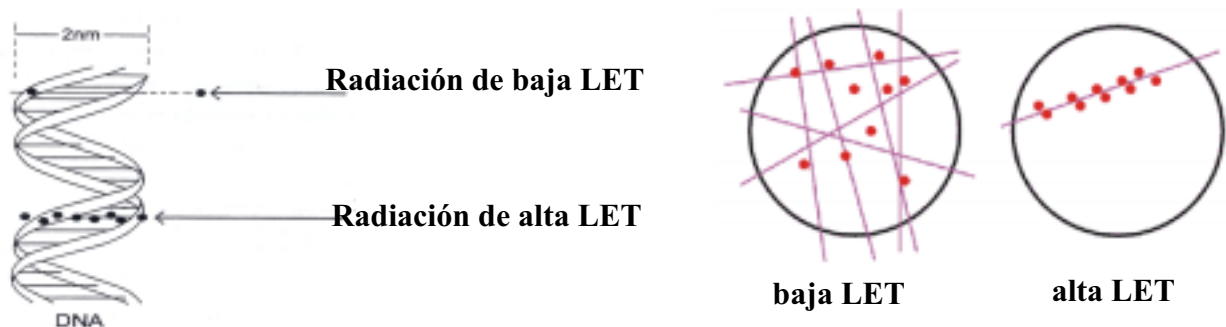 2nm
Radiación de baja LET
Radiación de alta LET
DNA
baja LET
alta LET